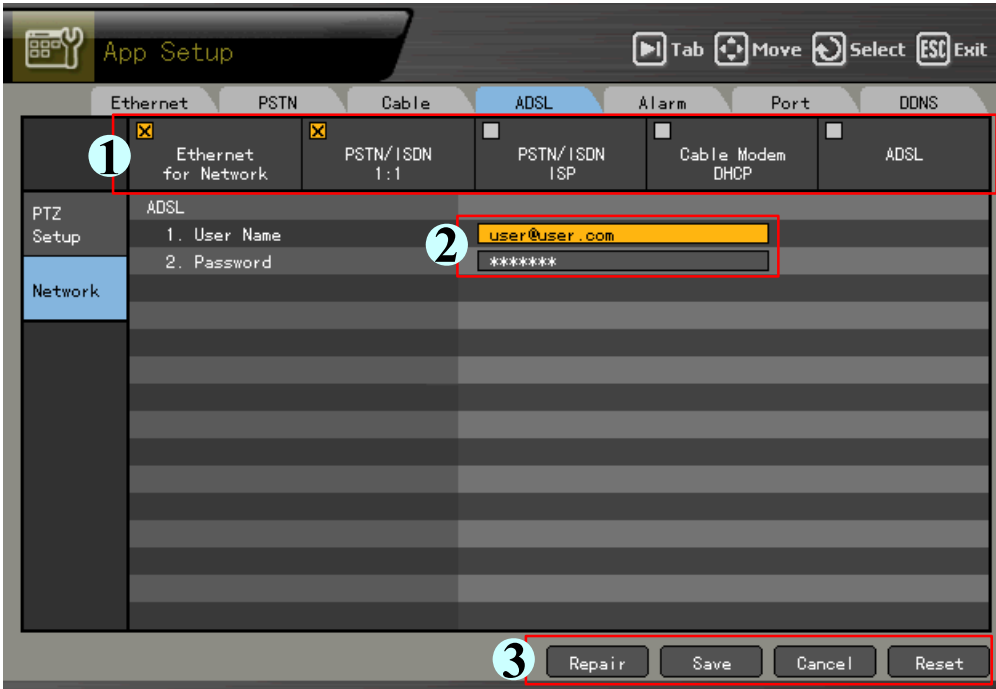 App Setup
Tab Move Select ESC Exit
Ethernet PSTN Cable ADSL Alarm Port DDNS
1
Ethernet
for Network
PSTN/ISDN
1:1
PSTN/ISDN
ISP
Cable Modem
DHCP
ADSL
PTZ
Setup
Network
ADSL
1. User Name
2
user@user.com
2. Password
*******
3
Repair Save Cancel Reset